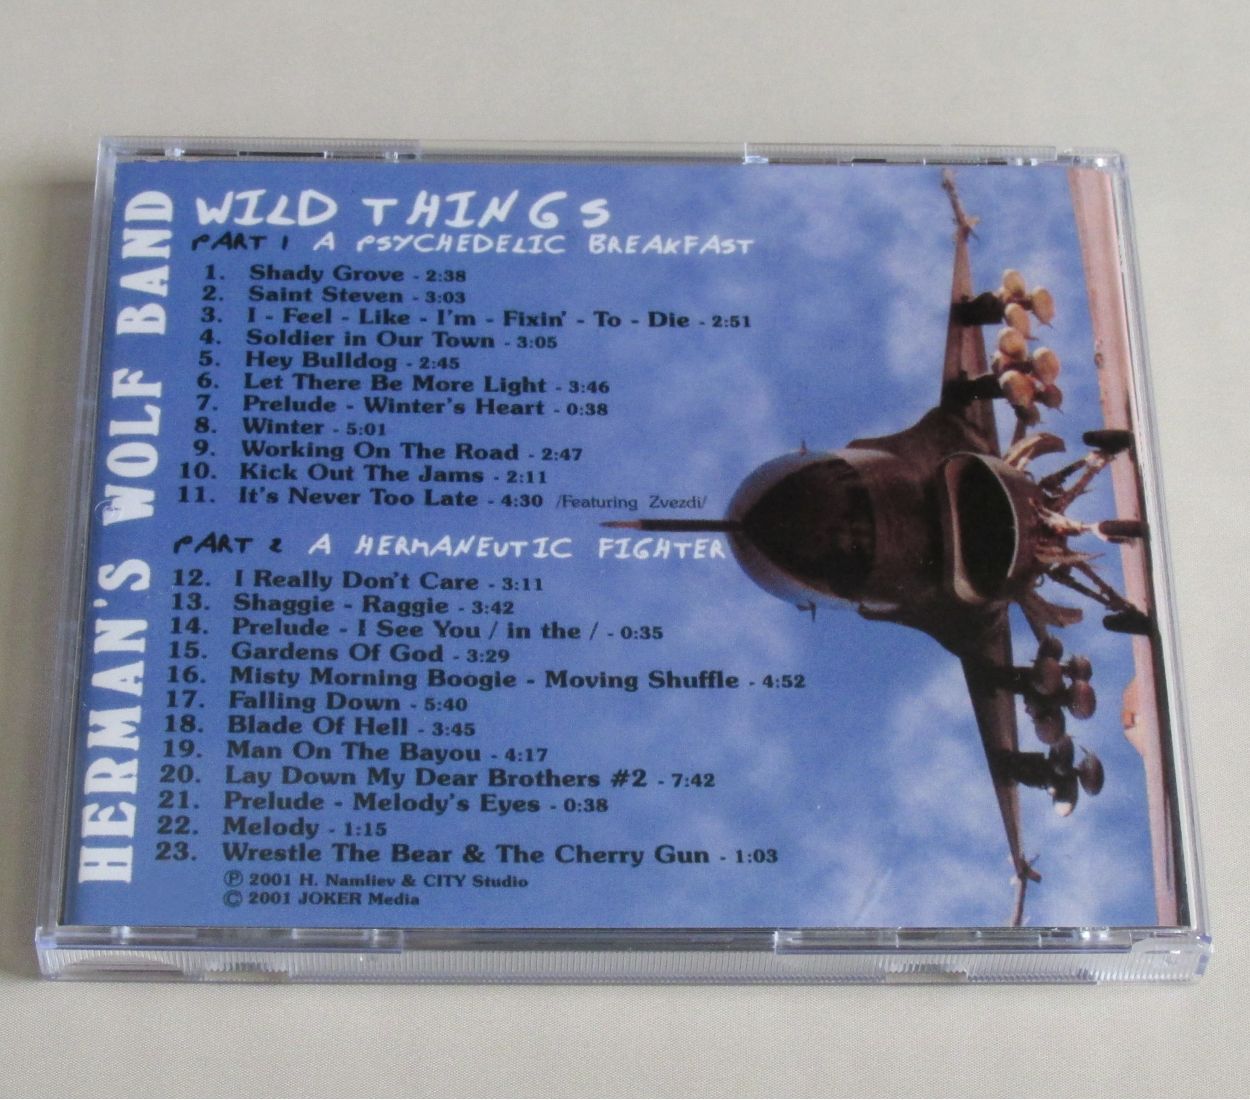 HERMAN'S WOLF BAND
WILD THINGS
PART 1 A PSYCHEDELIC BREAKFAST
1. Shady Grove - 2:38
2. Saint Steven - 3:03
3. I - Feel - Like - I'm - Fixin' - To - Die - 2:51
4. Soldier in Our Town - 3:05
5. Hey Bulldog - 2:45
6. Let There Be More Light - 3:46
7. Prelude - Winter's Heart - 0:38
8. Winter - 5:01
9. Working On The Road - 2:47
10. Kick Out The Jams - 2:11
11. It's Never Too Late - 4:30 /Featuring Zvezdi/
PART 2 A HERMANEUTIC FIGHTER
12. I Really Don't Care - 3:11
13. Shaggie - Raggie - 3:42
14. Prelude - I See You / in the / - 0:35
15. Gardens Of God - 3:29
16. Misty Morning Boogie - Moving Shuffle - 4:52
17. Falling Down - 5:40
18. Blade Of Hell - 3:45
19. Man On The Bayou - 4:17
20. Lay Down My Dear Brothers #2 - 7:42
21. Prelude - Melody's Eyes - 0:38
22. Melody - 1:15
23. Wrestle The Bear & The Cherry Gun - 1:03
℗ 2001 H. Namliev & CITY Studio
© 2001 JOKER Media